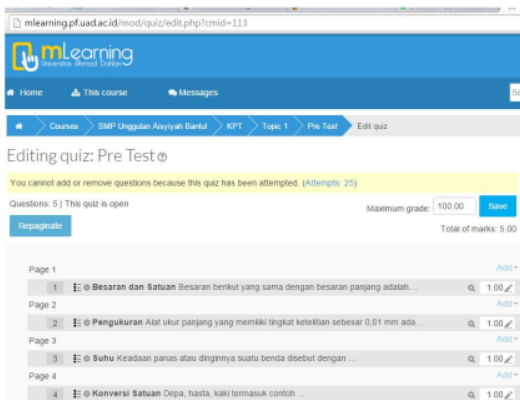 mlearning.pf.uad.ac.id/mod/quiz/edit.php?cmid=113
mLearning
Universitas Ahmad Dahlan
Home This course Messages Se
Courses SMP Unggulan Aisyiyah Bantul KPT Topic 1 Pre Test Edit quiz
Editing quiz: Pre Test
You cannot add or remove questions because this quiz has been attempted. (Attempts: 25)
Questions: 5 | This quiz is open Maximum grade: 100.00 Save
Repaginate Total of marks: 5.00
Page 1 Add
1 Besaran dan Satuan Besaran berikut yang sama dengan besaran panjang adalah.... 1.00
Page 2 Add
2 Pengukuran Alat ukur panjang yang memiliki tingkat ketelitian sebesar 0,01 mm ada... 1.00
Page 3 Add
3 Suhu Keadaan panas atau dinginnya suatu benda disebut dengan .... 1.00
Page 4 Add
4 Konversi Satuan Depa, hasta, kaki termasuk contoh ... 1.00